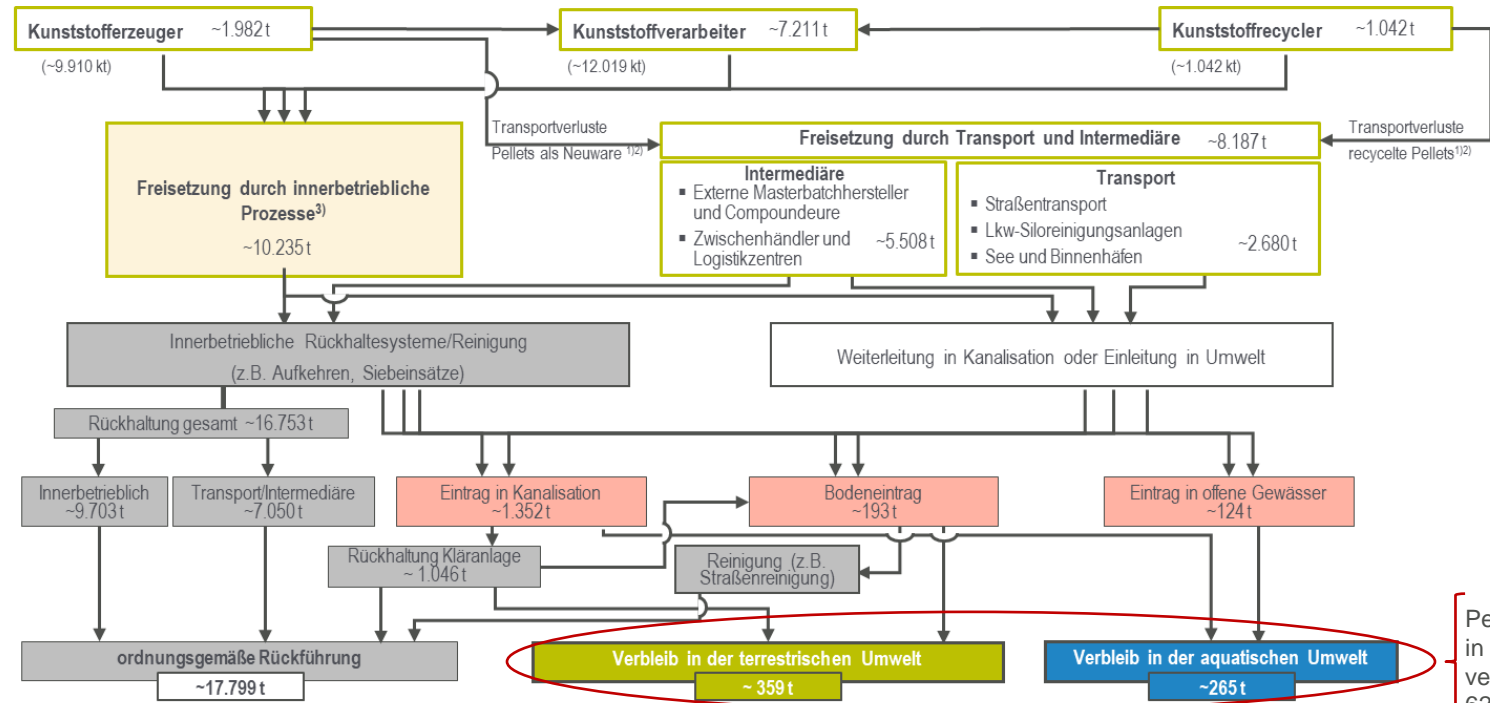 Kunststofferzeuger ~1.982 t
(~9.910 kt)
Kunststoffverarbeiter ~7.211 t
(~12.019 kt)
Kunststoffrecycler ~1.042 t
(~1.042 kt)
Transportverluste
Pellets als Neuware 1)2)
Freisetzung durch Transport und Intermediäre ~8.187 t
Transportverluste
recycelte Pellets1)2)
Freisetzung durch innerbetriebliche
Prozesse3)
~10.235 t
Intermediäre
▪ Externe Masterbatchhersteller
und Compoundeure
▪ Zwischenhändler und
Logistikzentren
~5.508 t
Transport
▪ Straßentransport
▪ Lkw-Siloreinigungsanlagen
▪ See und Binnenhäfen
~2.680 t
Innerbetriebliche Rückhaltesysteme/Reinigung
(z.B. Aufkehren, Siebeinsätze)
Weiterleitung in Kanalisation oder Einleitung in Umwelt
Rückhaltung gesamt ~16.753 t
Innerbetrieblich
~9.703 t
Transport/Intermediäre
~7.050 t
Eintrag in Kanalisation
~1.352 t
Bodeneintrag
~193 t
Eintrag in offene Gewässer
~124 t
Rückhaltung Kläranlage
~ 1.046 t
Reinigung (z.B.
Straßenreinigung)
ordnungsgemäße Rückführung
~17.799 t
Verbleib in der terrestrischen Umwelt
~ 359 t
Verbleib in der aquatischen Umwelt
~265 t
Pe
in
ve